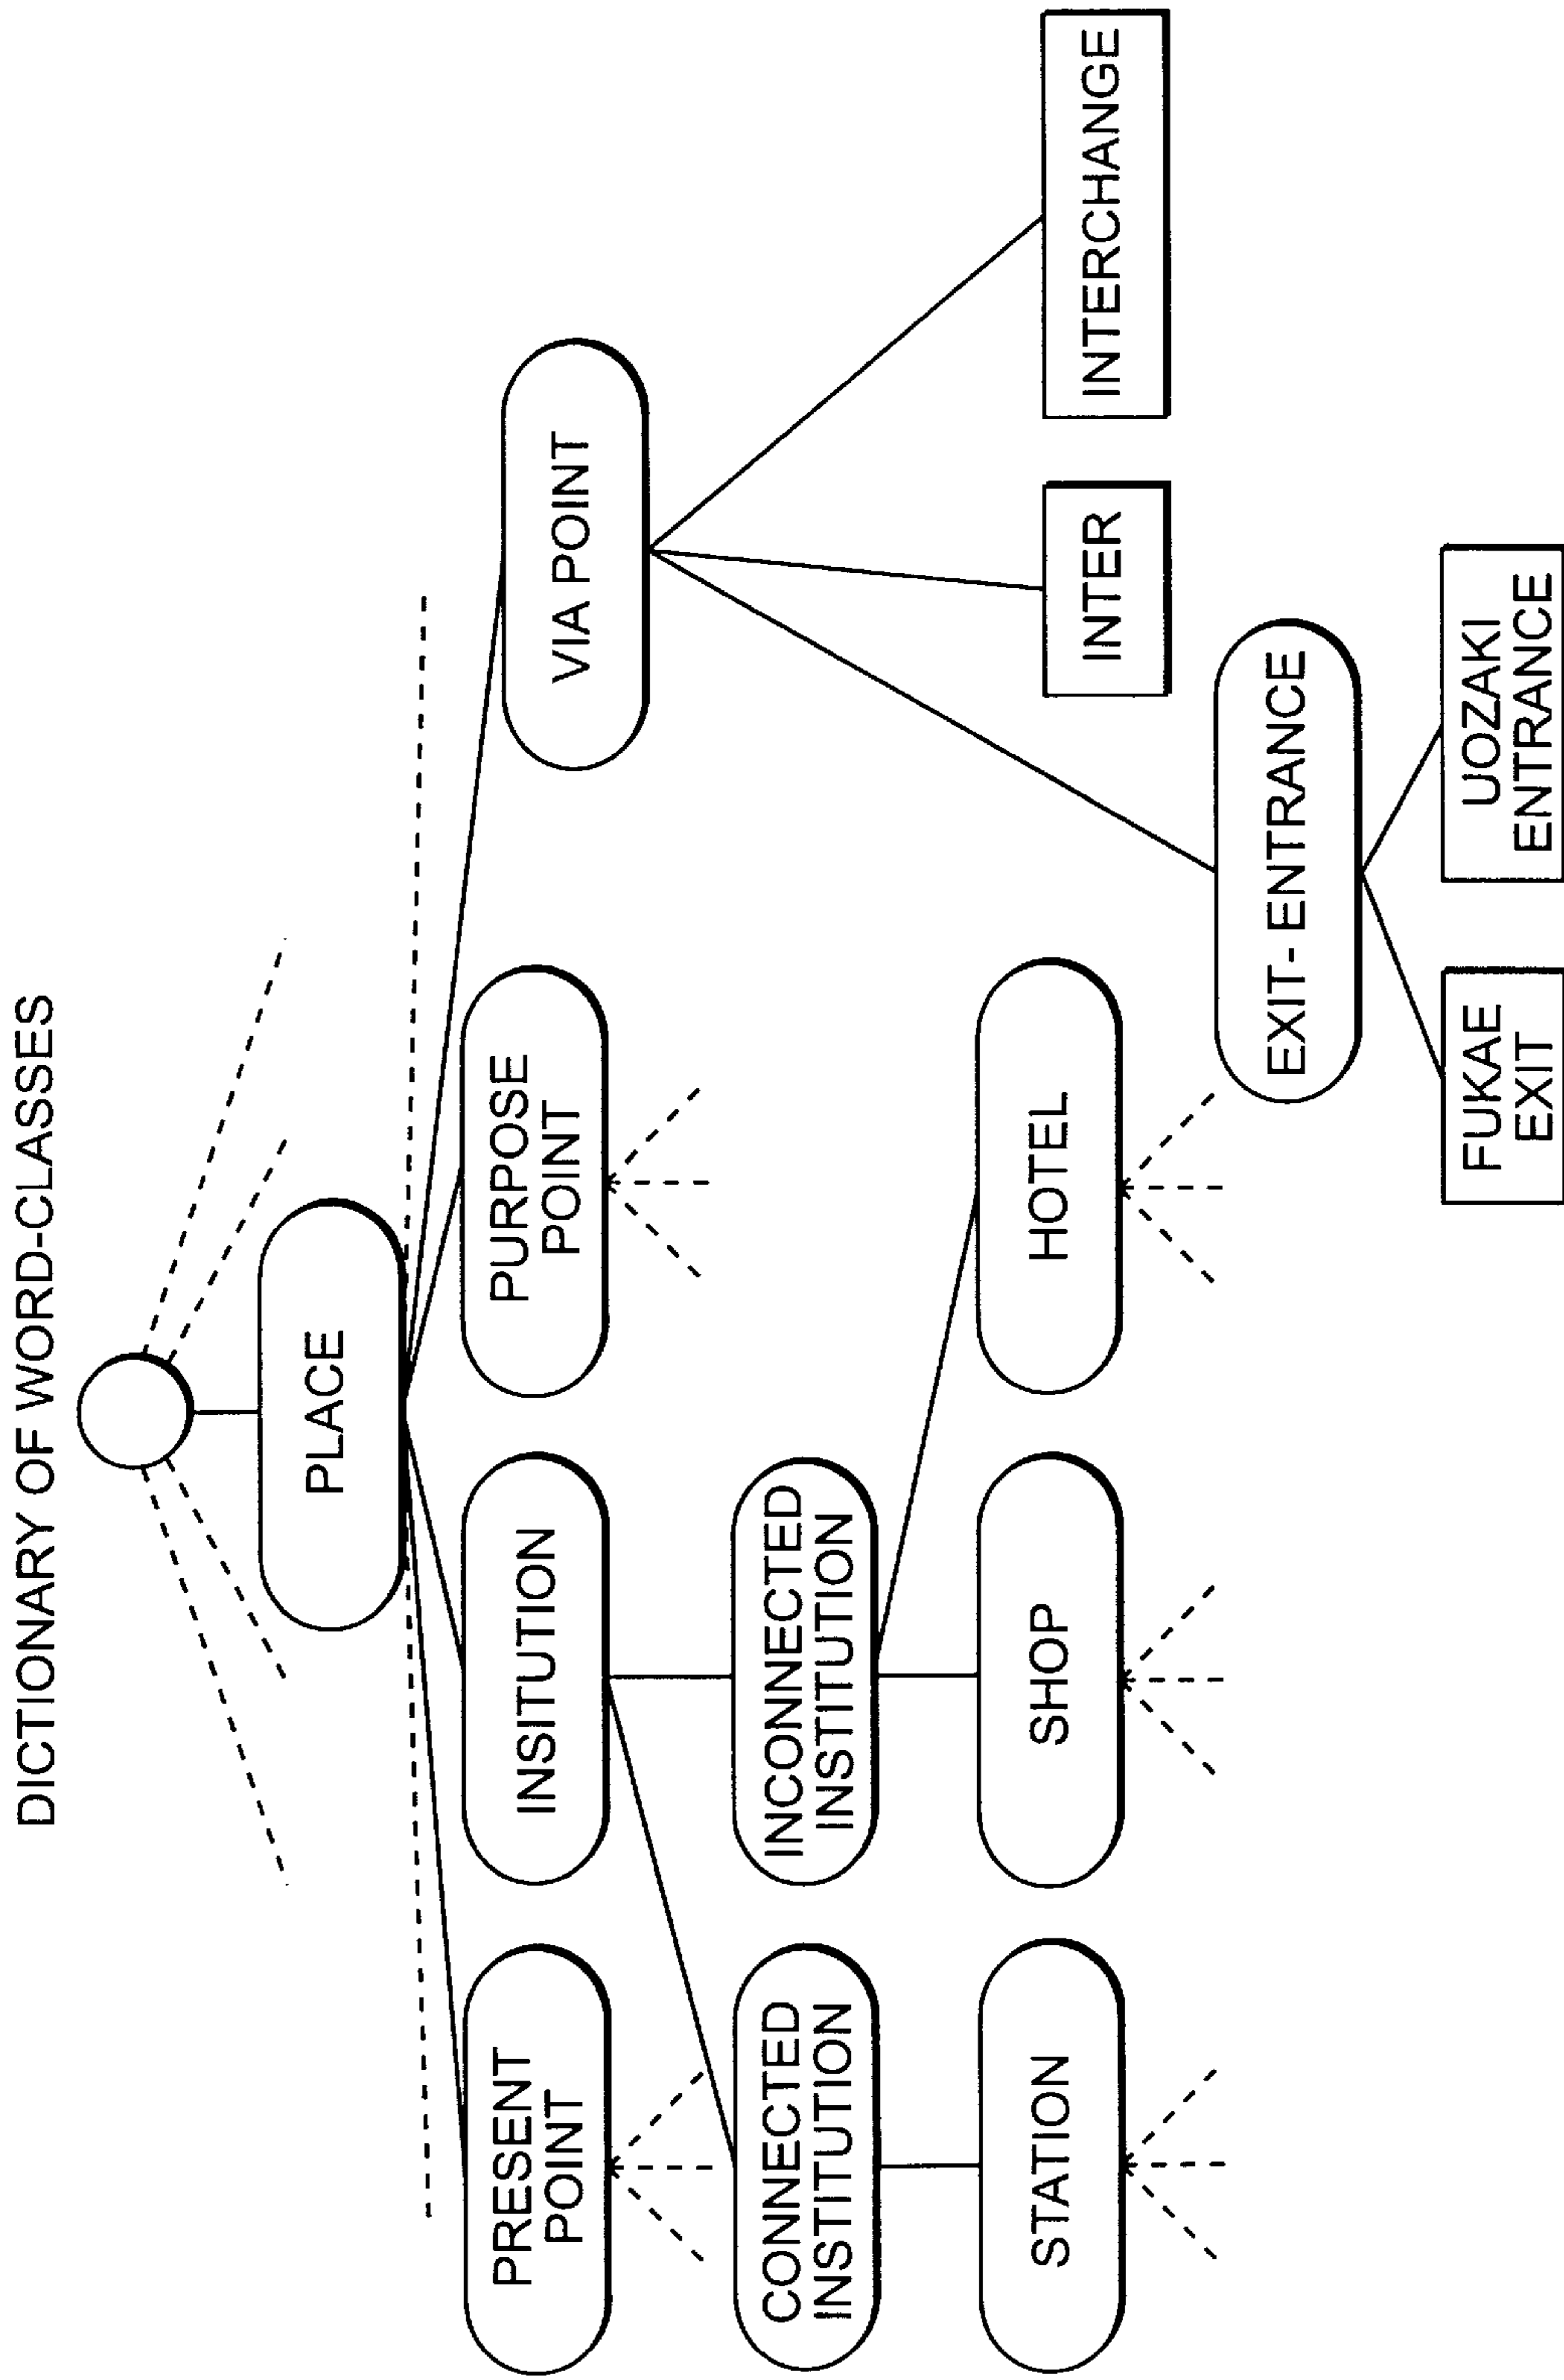 DICTIONARY OF WORD-CLASSES
PLACE
PRESENT
POINT
INSITUTION
PURPOSE
POINT
VIA POINT
CONNECTED
INSTITUTION
INCONNECTED
INSTITUTION
STATION
SHOP
HOTEL
INTER
INTERCHANGE
EXIT- ENTRANCE
FUKAE
EXIT
UOZAKI
ENTRANCE